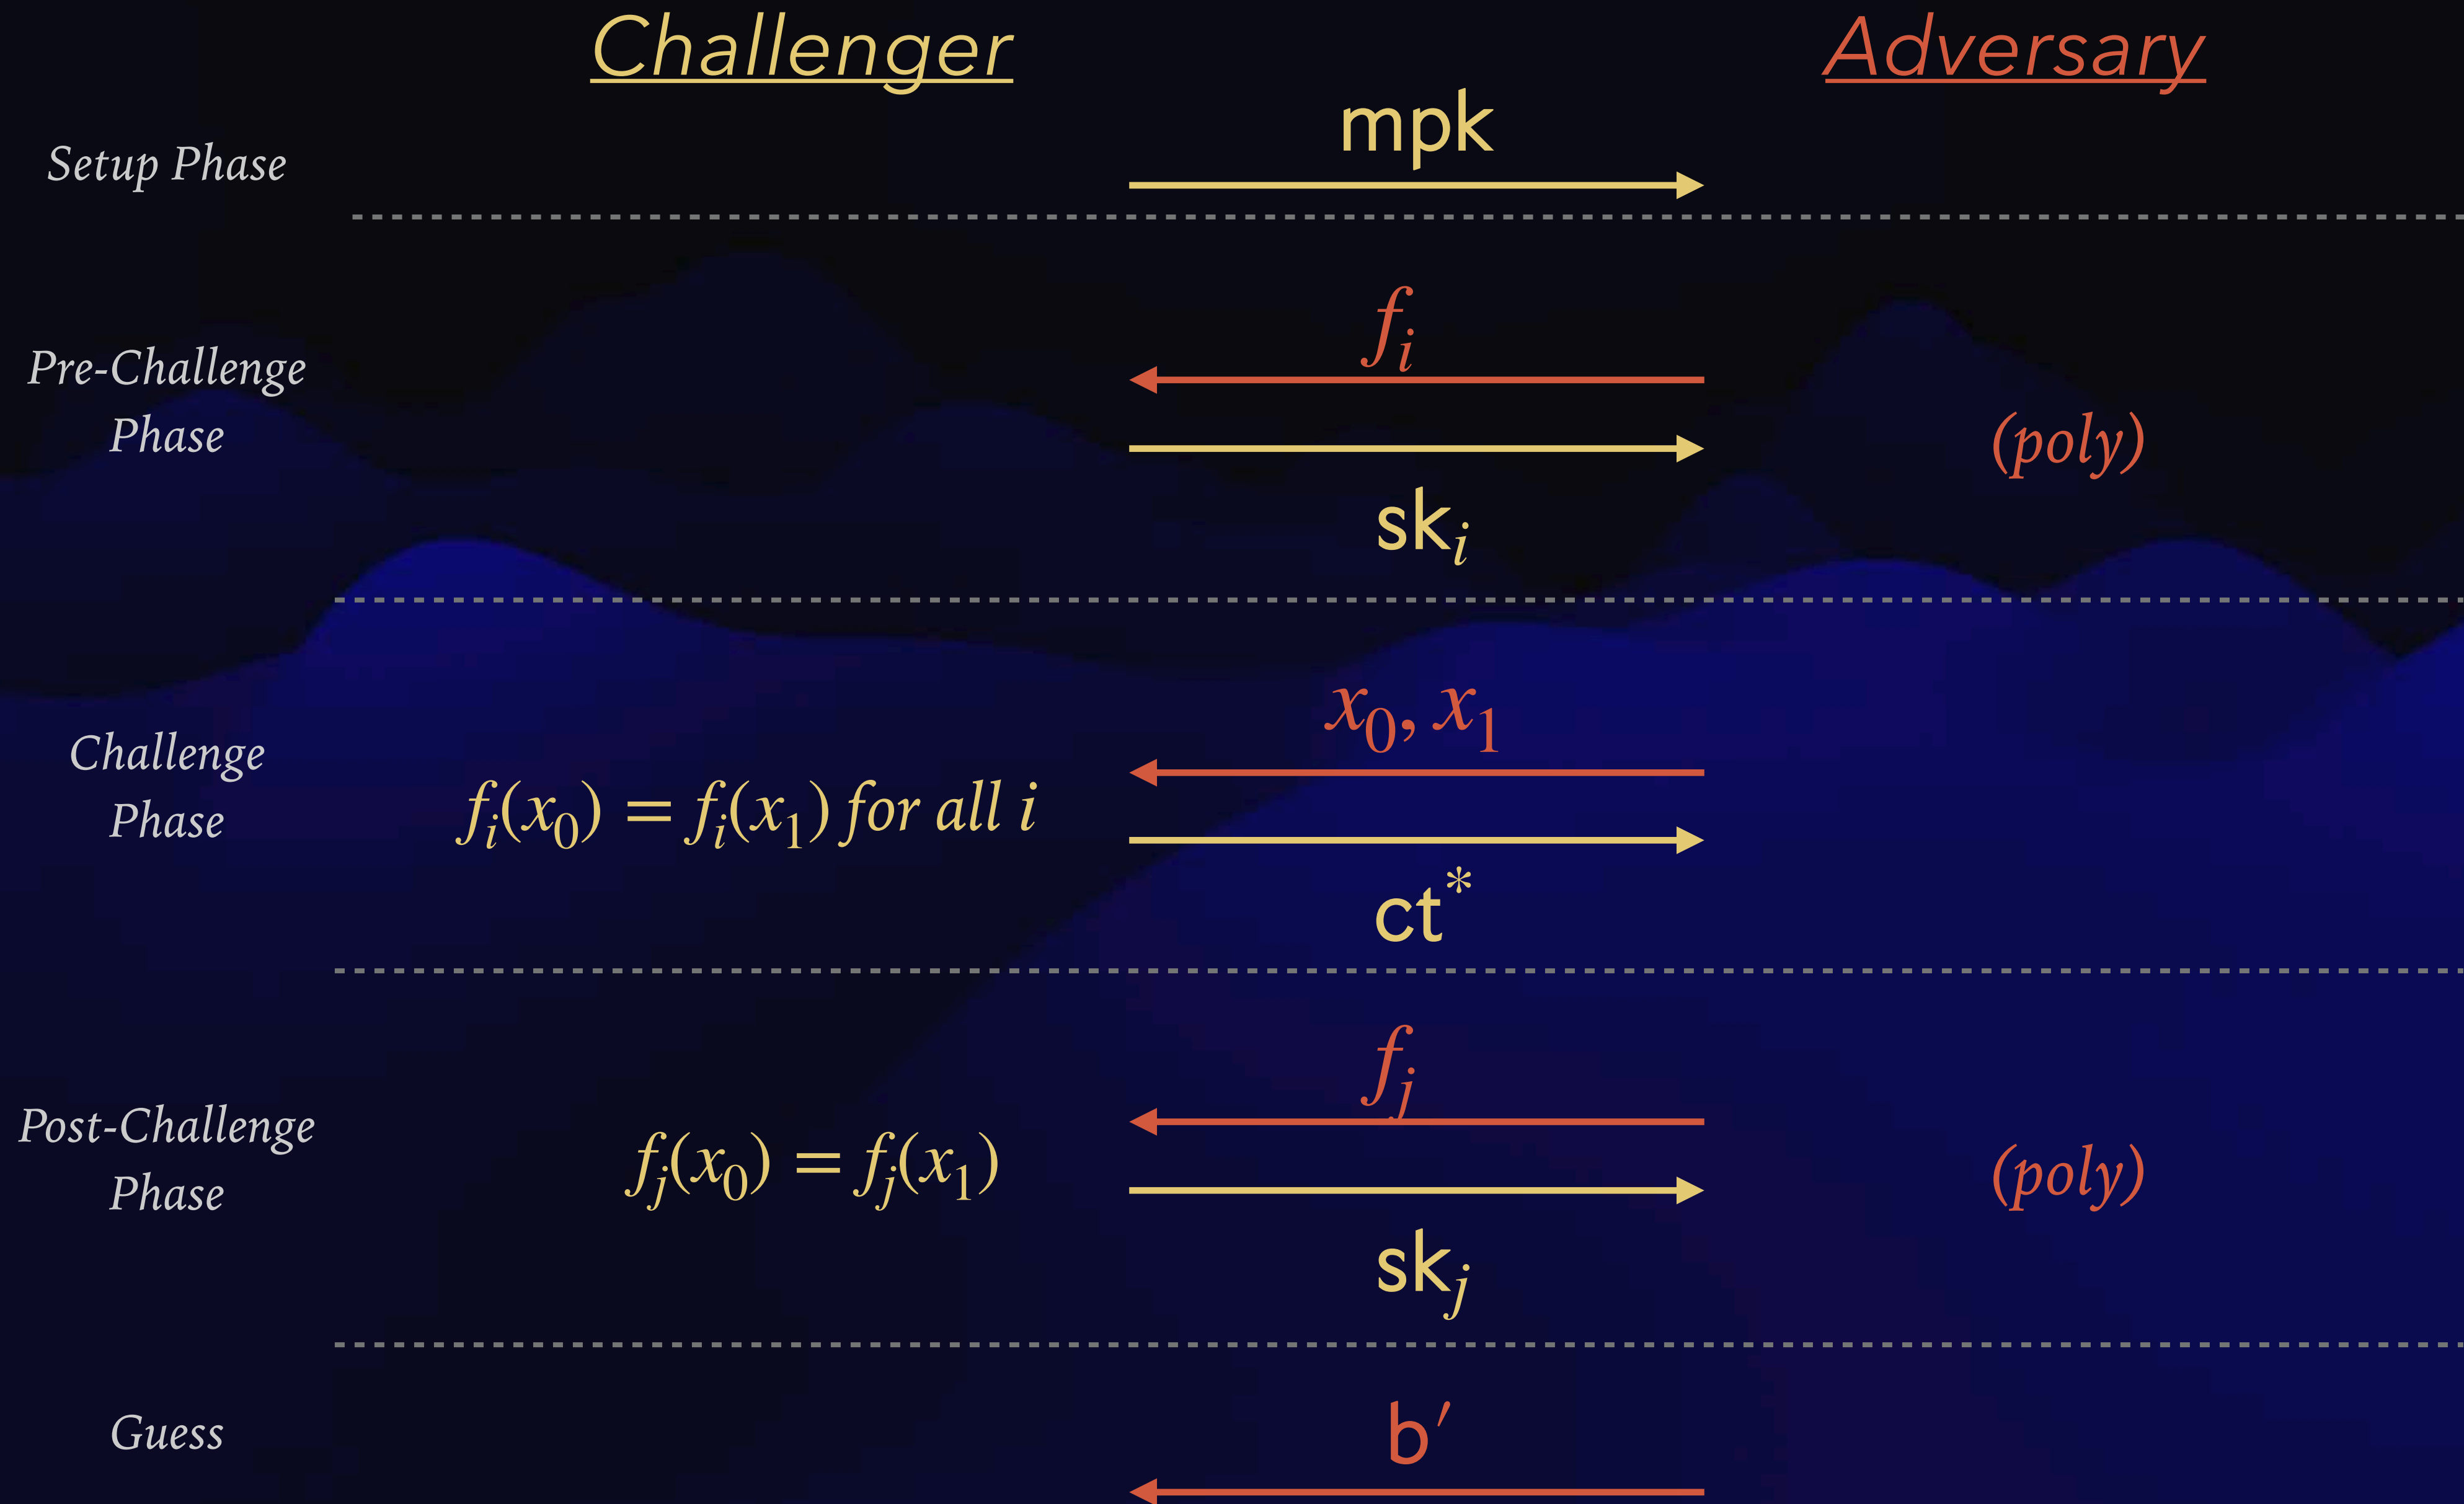 Challenger
Adversary
mpk
Setup Phase
f_i
Pre-Challenge
Phase
(poly)
sk_i
x_0, x_1
Challenge
Phase
f_i(x_0) = f_i(x_1) for all i
ct^*
f_j
Post-Challenge
Phase
f_j(x_0) = f_j(x_1)
(poly)
sk_j
Guess
b′